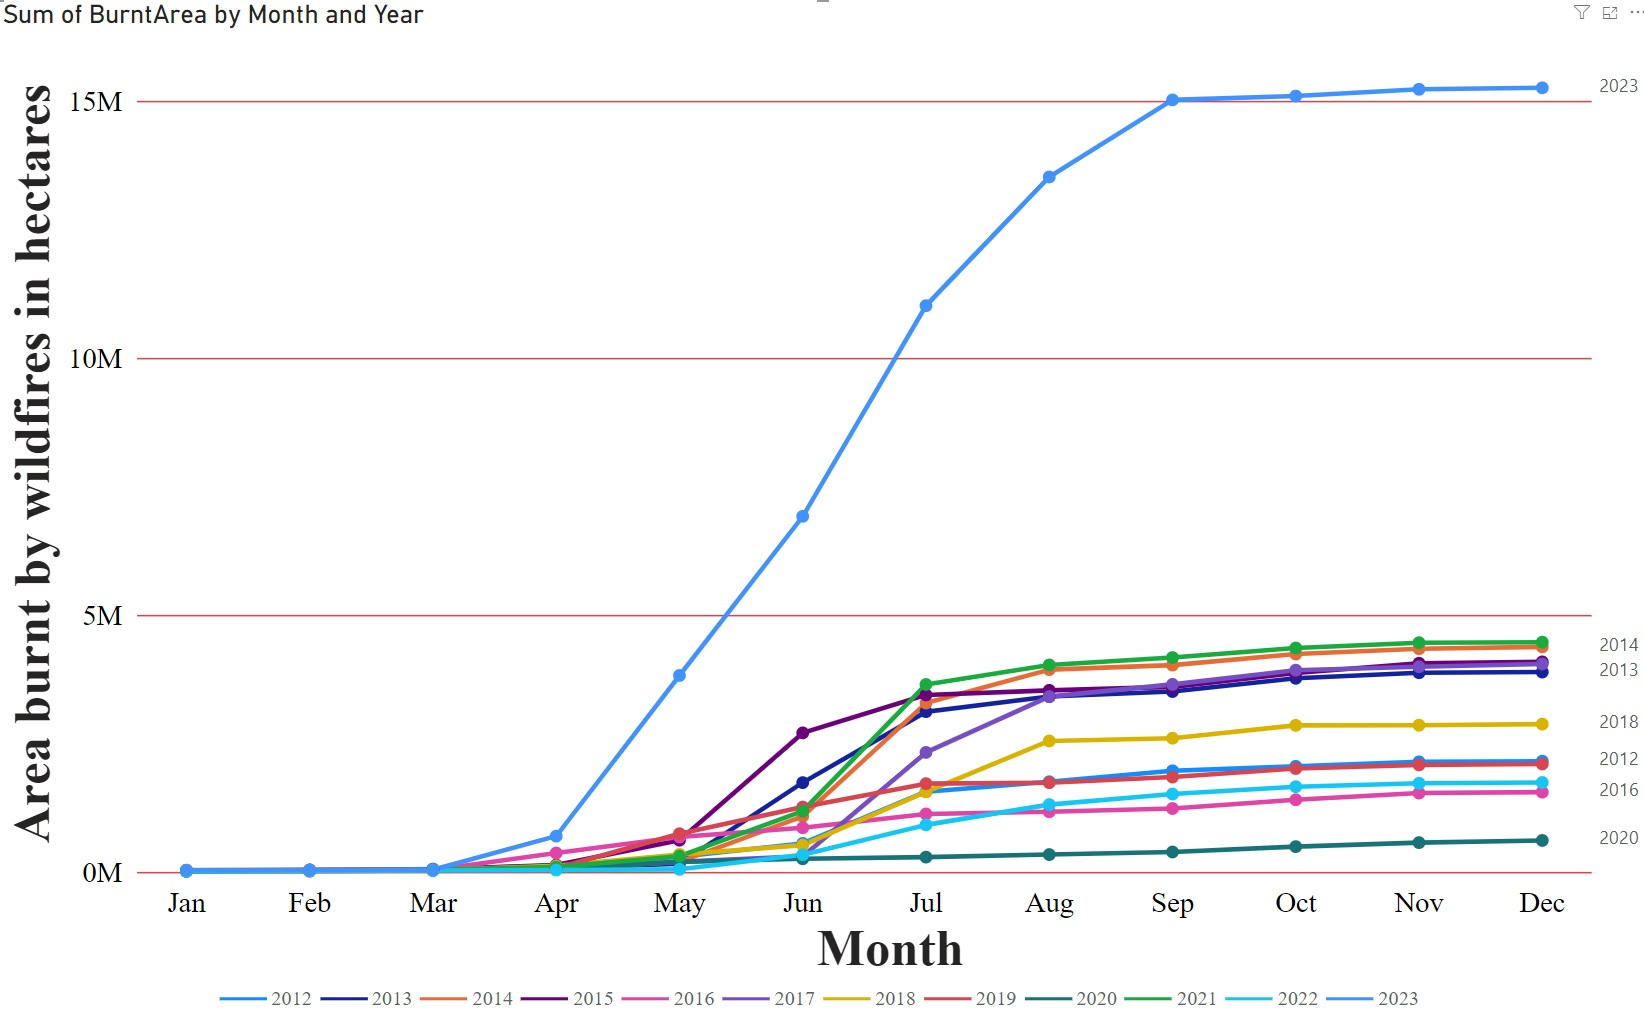 Sum of BurntArea by Month and Year
Area burnt by wildfires in hectares
15M
10M
5M
0M
2023
2014
2013
2018
2012
2016
2020
Jan Feb Mar Apr May Jun Jul Aug Sep Oct Nov Dec
Month
2012 2013 2014 2015 2016 2017 2018 2019 2020 2021 2022 2023